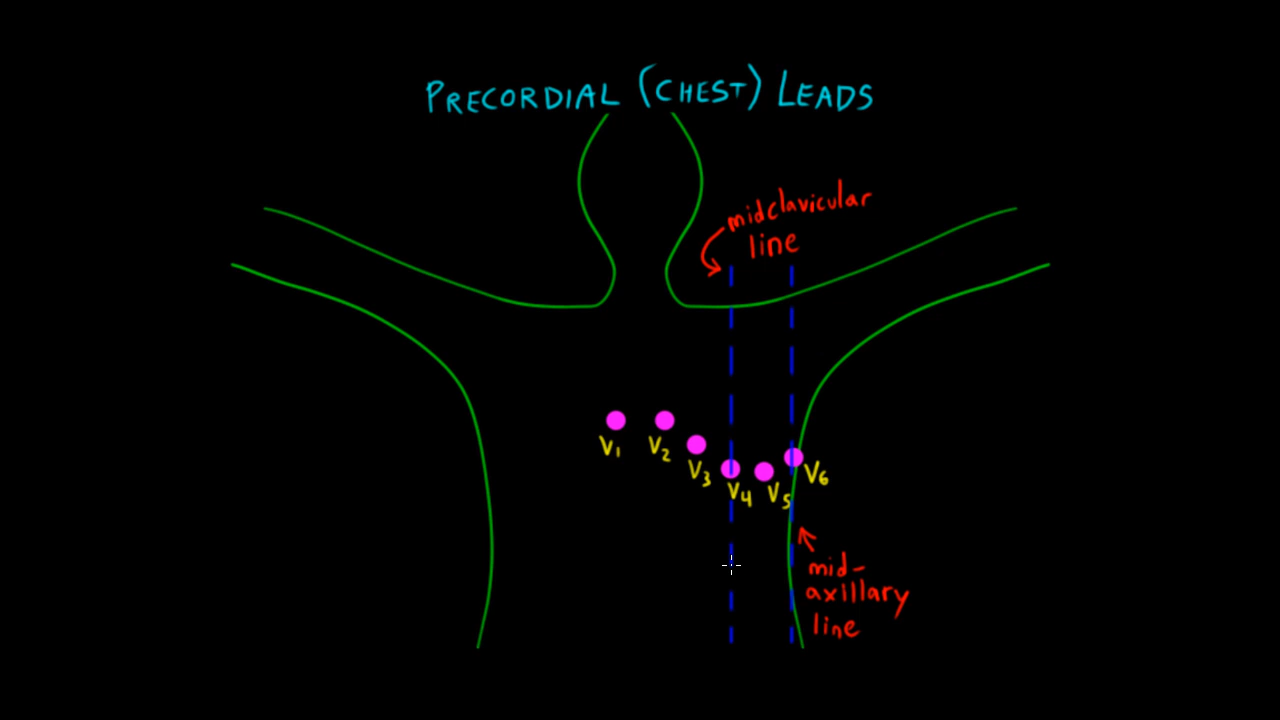 PRECORDIAL (CHEST) LEADS
midclavicular
line
V1
V2
V3
V4
V5
V6
mid-
axillary
line